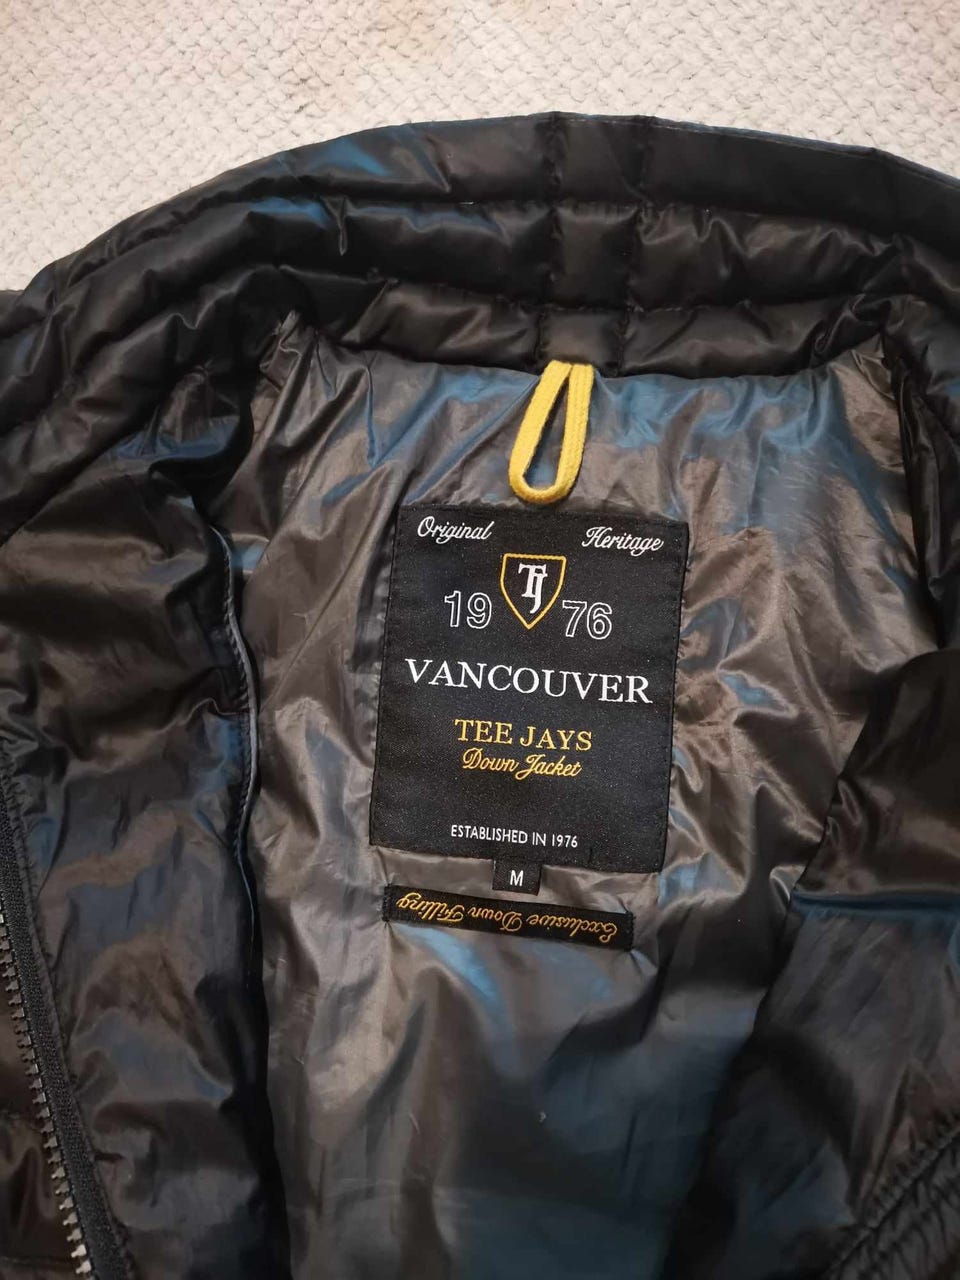 Original Heritage
TJ
19 76
VANCOUVER
TEE JAYS
Down Jacket
ESTABLISHED IN 1976
M
Exclusive Down Filling